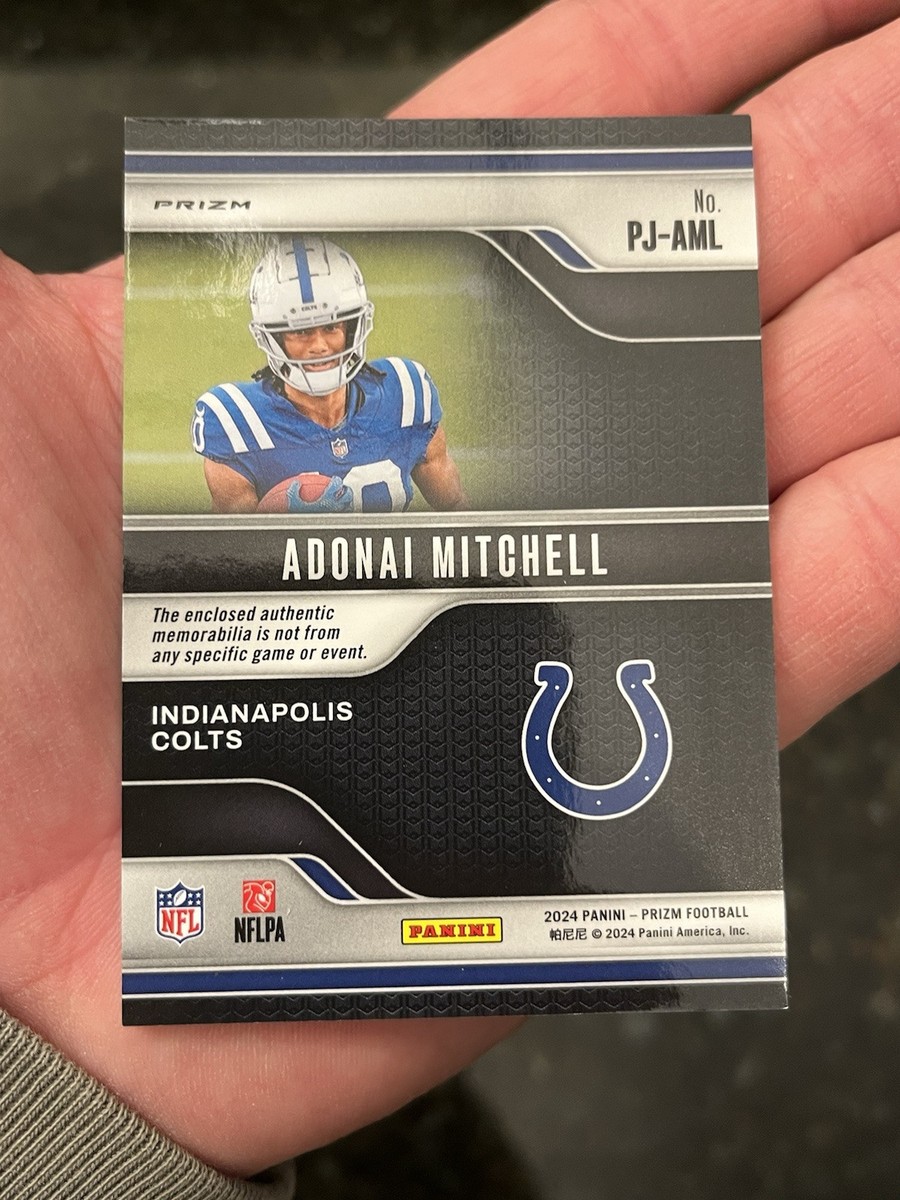 PRIZM
No.
PJ-AML
COLTS
ADONAI MITCHELL
The enclosed authentic
memorabilia is not from
any specific game or event.
INDIANAPOLIS
COLTS
NFL
NFLPA
PANINI
2024 PANINI – PRIZM FOOTBALL
帕尼尼 © 2024 Panini America, Inc.